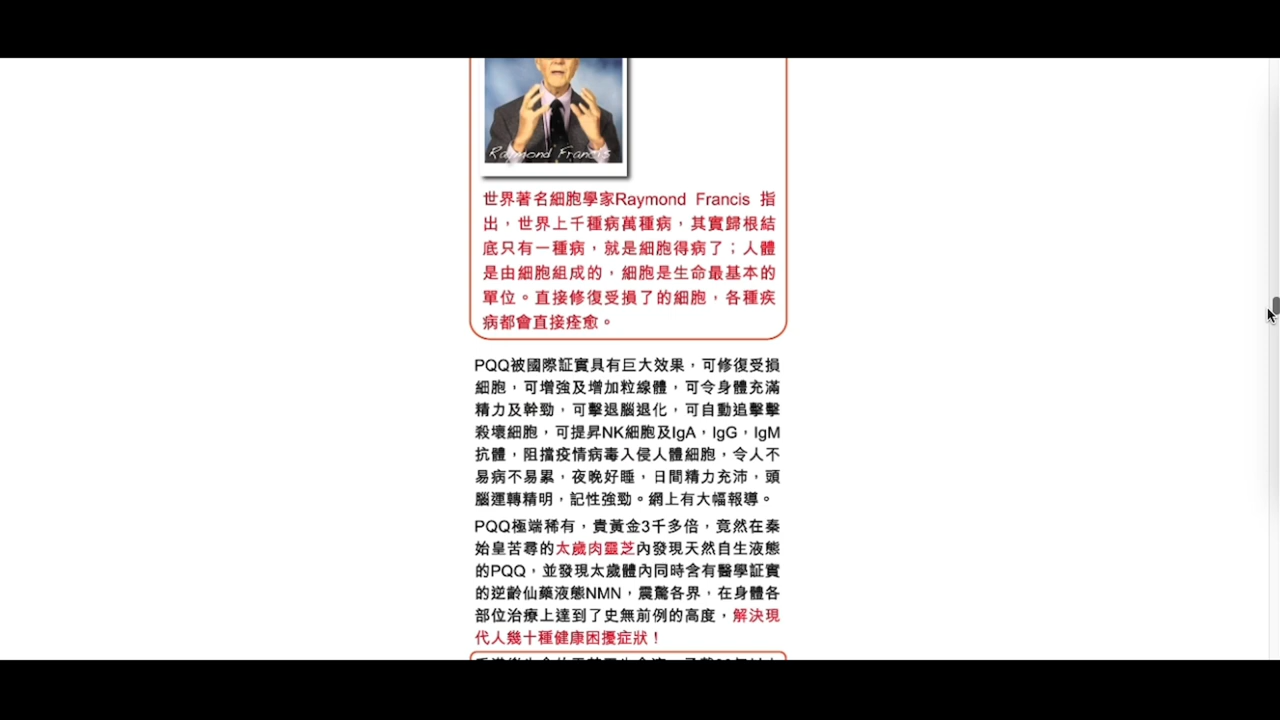 Raymond Francis
世界著名細胞學家Raymond Francis 指
出，世界上千種病萬種病，其實歸根結
底只有一種病，就是細胞得病了；人體
是由細胞組成的，細胞是生命最基本的
單位。直接修復受損了的細胞，各種疾
病都會直接痊愈。
PQQ被國際証實具有巨大效果，可修復受損
細胞，可增強及增加粒線體，可令身體充滿
精力及幹勁，可擊退腦退化，可自動追擊擊
殺壞細胞，可提昇NK細胞及IgA，IgG，IgM
抗體，阻擋疫情病毒入侵人體細胞，令人不
易病不易累，夜晚好睡，日間精力充沛，頭
腦運轉精明，記性強勁。網上有大幅報導。
PQQ極端稀有，貴黃金3千多倍，竟然在秦
始皇苦尋的太歲肉靈芝內發現天然自生液態
的PQQ，並發現太歲體內同時含有醫學証實
的逆齡仙藥液態NMN，震驚各界，在身體各
部位治療上達到了史無前例的高度，解決現
代人幾十種健康困擾症狀！